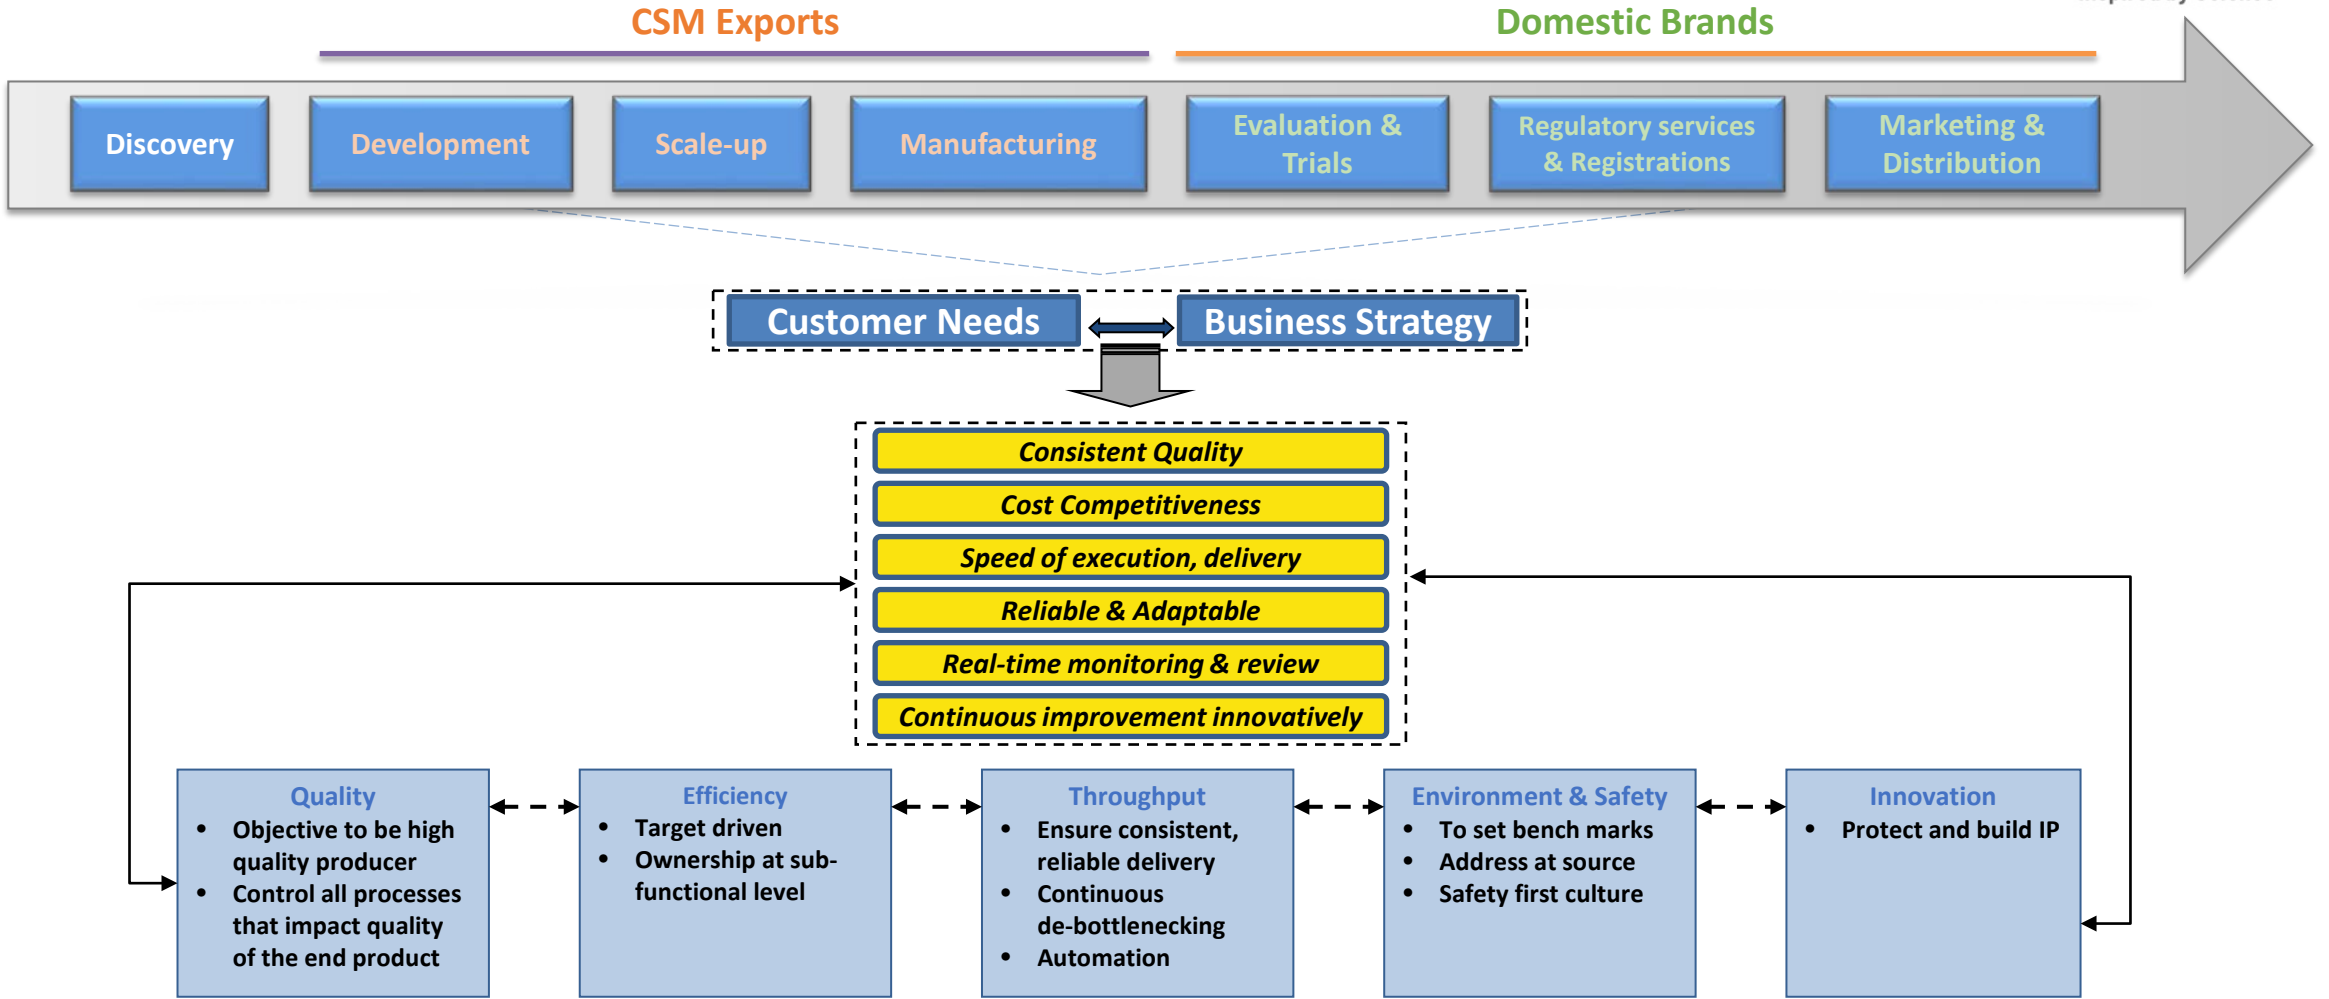 CSM Exports
Domestic Brands
Discovery
Development
Scale-up
Manufacturing
Evaluation &
Trials
Regulatory services
& Registrations
Marketing &
Distribution
Customer Needs
Business Strategy
Consistent Quality
Cost Competitiveness
Speed of execution, delivery
Reliable & Adaptable
Real-time monitoring & review
Continuous improvement innovatively
Quality
• Objective to be high
quality producer
• Control all processes
that impact quality
of the end product
Efficiency
• Target driven
• Ownership at sub-
functional level
Throughput
• Ensure consistent,
reliable delivery
• Continuous
de-bottlenecking
• Automation
Environment & Safety
• To set bench marks
• Address at source
• Safety first culture
Innovation
• Protect and build IP